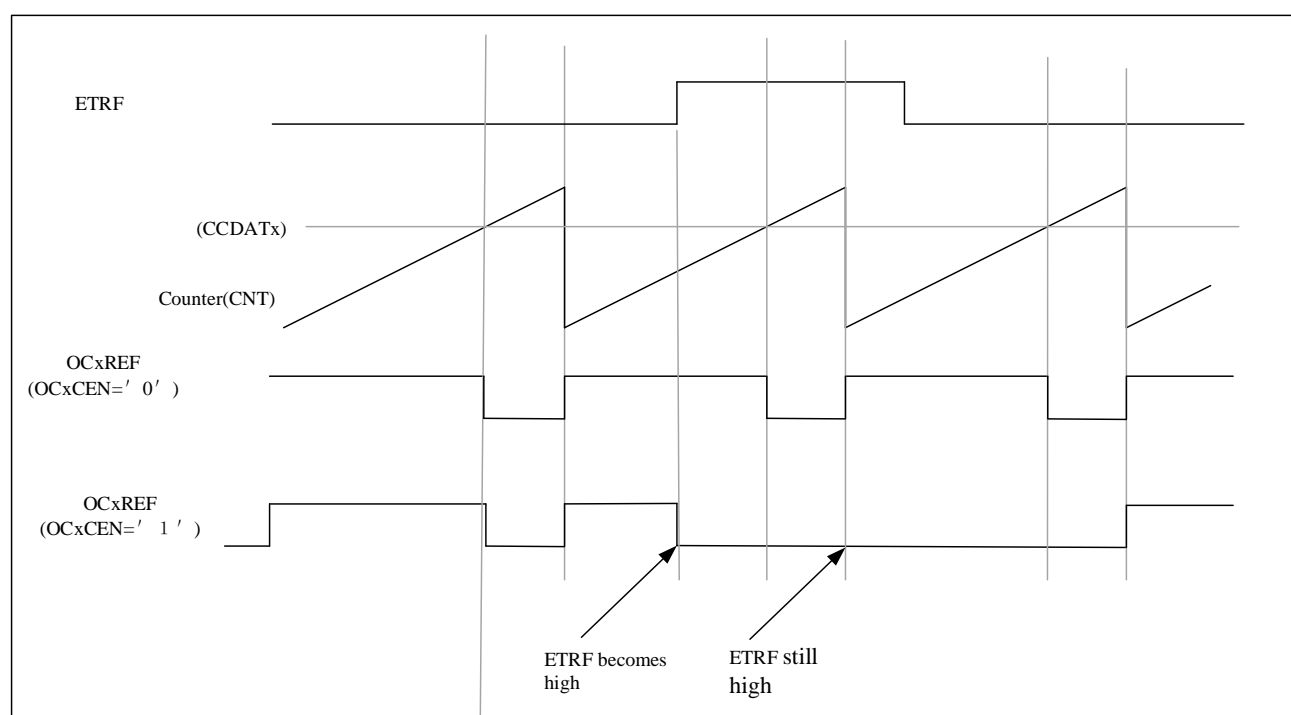 ETRF
(CCDATx)
Counter(CNT)
OCxREF
(OCxCEN=′ 0′ )
OCxREF
(OCxCEN=′ 1 ′ )
ETRF becomes
high
ETRF still
high